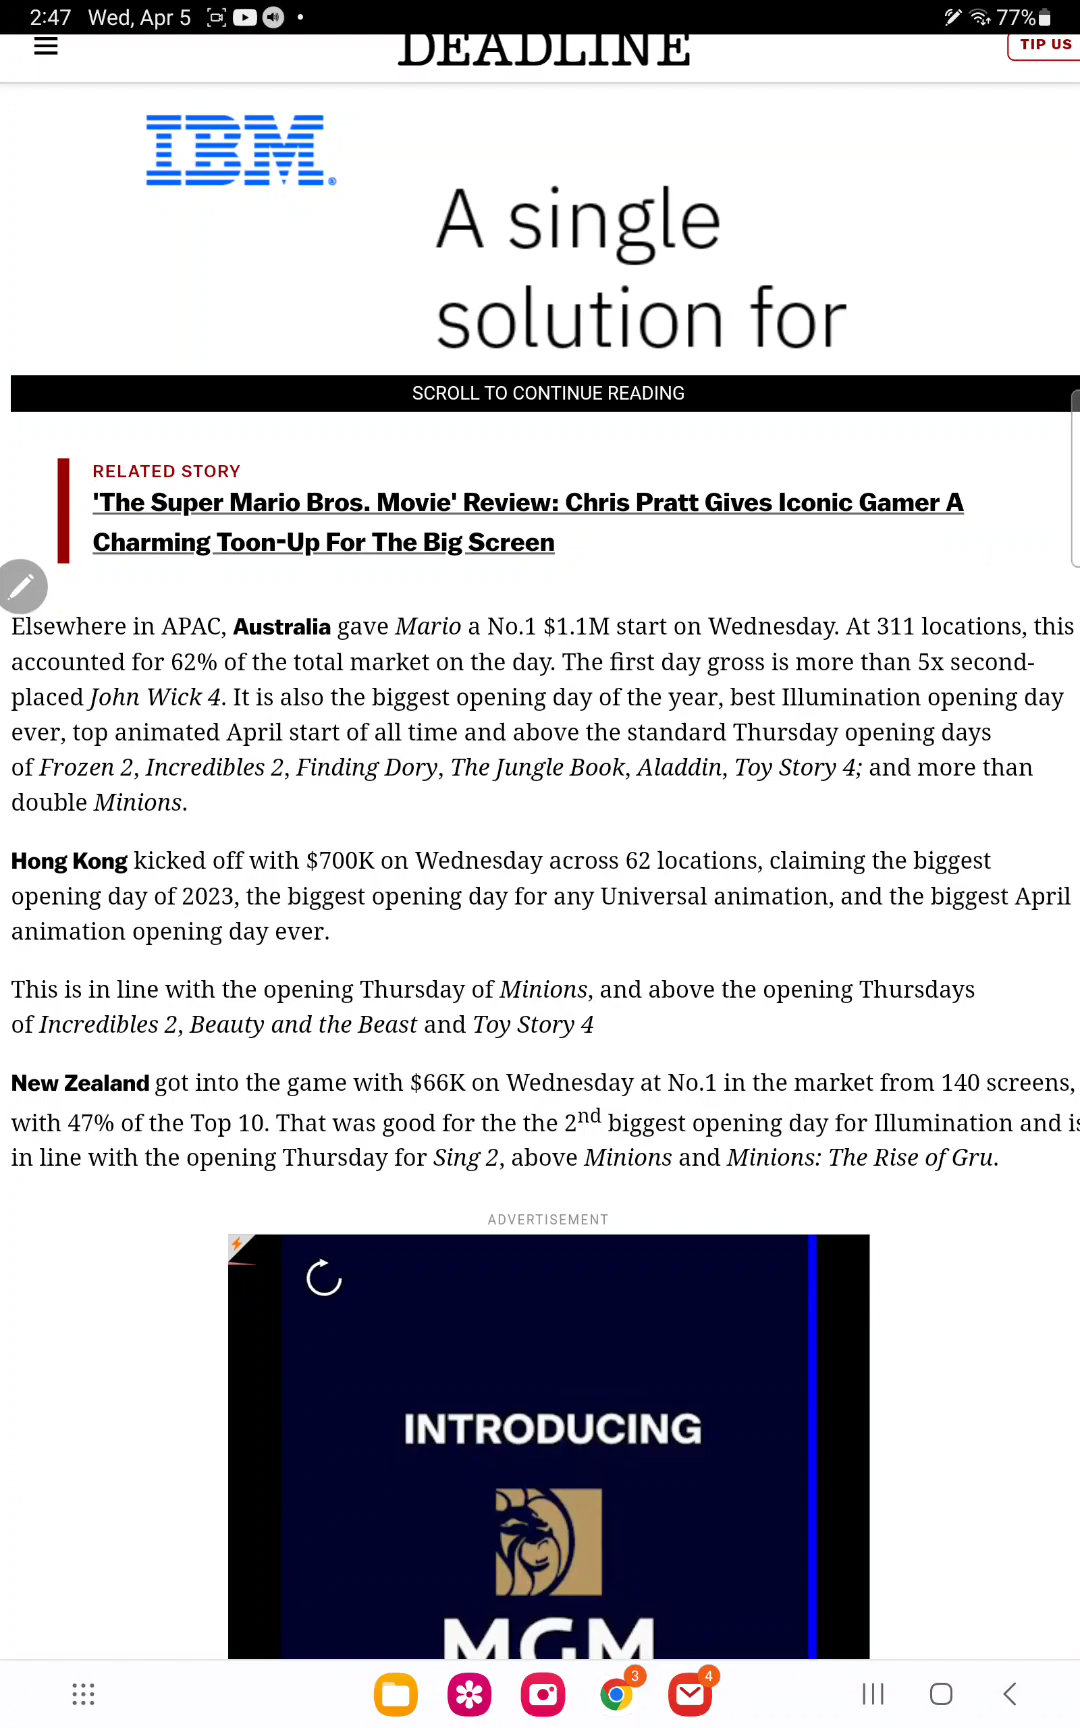 2:47 Wed, Apr 5
77%
DEADLINE
TIP US
IBM®
A single
solution for
SCROLL TO CONTINUE READING
RELATED STORY
'The Super Mario Bros. Movie' Review: Chris Pratt Gives Iconic Gamer A
Charming Toon-Up For The Big Screen
Elsewhere in APAC, Australia gave Mario a No.1 $1.1M start on Wednesday. At 311 locations, this
accounted for 62% of the total market on the day. The first day gross is more than 5x second-
placed John Wick 4. It is also the biggest opening day of the year, best Illumination opening day
ever, top animated April start of all time and above the standard Thursday opening days
of Frozen 2, Incredibles 2, Finding Dory, The Jungle Book, Aladdin, Toy Story 4; and more than
double Minions.
Hong Kong kicked off with $700K on Wednesday across 62 locations, claiming the biggest
opening day of 2023, the biggest opening day for any Universal animation, and the biggest April
animation opening day ever.
This is in line with the opening Thursday of Minions, and above the opening Thursdays
of Incredibles 2, Beauty and the Beast and Toy Story 4
New Zealand got into the game with $66K on Wednesday at No.1 in the market from 140 screens,
with 47% of the Top 10. That was good for the the 2nd biggest opening day for Illumination and is
in line with the opening Thursday for Sing 2, above Minions and Minions: The Rise of Gru.
ADVERTISEMENT
INTRODUCING
MGM
3
4